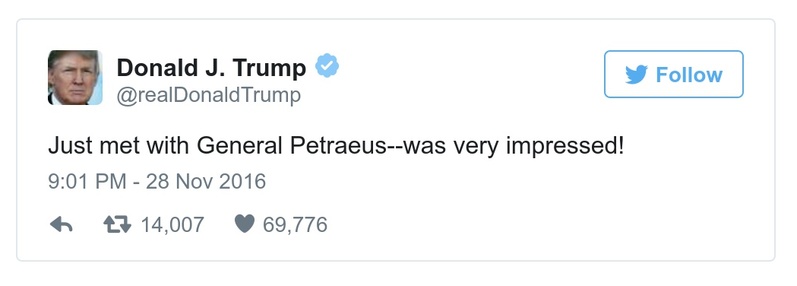 Donald J. Trump
Follow
@realDonaldTrump
Just met with General Petraeus--was very impressed!
9:01 PM - 28 Nov 2016
14,007 69,776